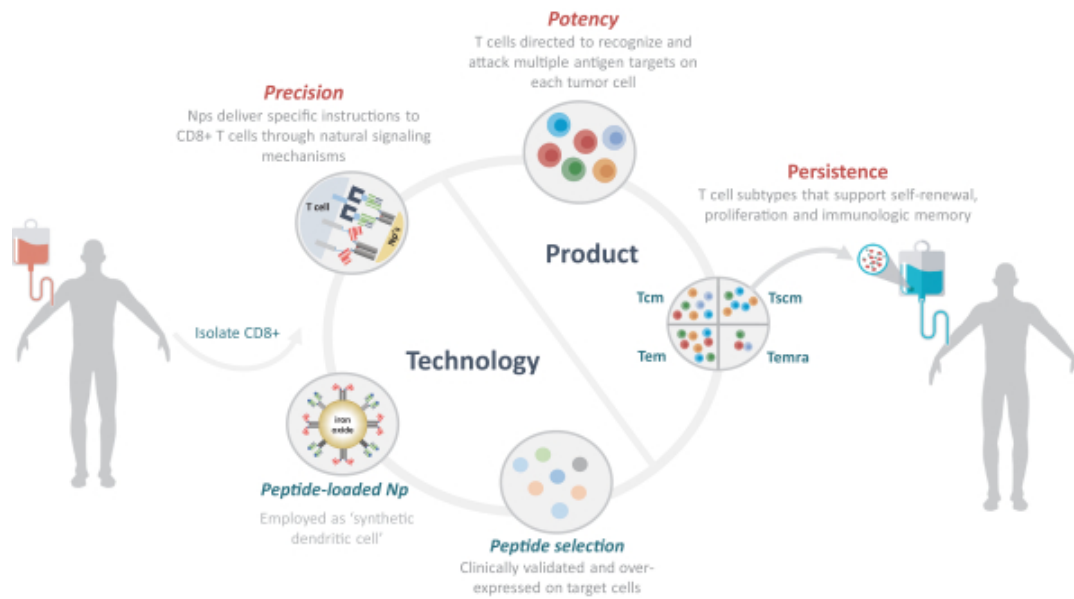 Potency
T cells directed to recognize and
attack multiple antigen targets on
each tumor cell
Precision
Nps deliver specific instructions to
CD8+ T cells through natural signaling
mechanisms
T cell
Np's
Persistence
T cell subtypes that support self-renewal,
proliferation and immunologic memory
Product
Tcm
Tscm
Tem
Temra
Isolate CD8+
Technology
iron
oxide
Peptide-loaded Np
Employed as 'synthetic
dendritic cell'
Peptide selection
Clinically validated and over-
expressed on target cells